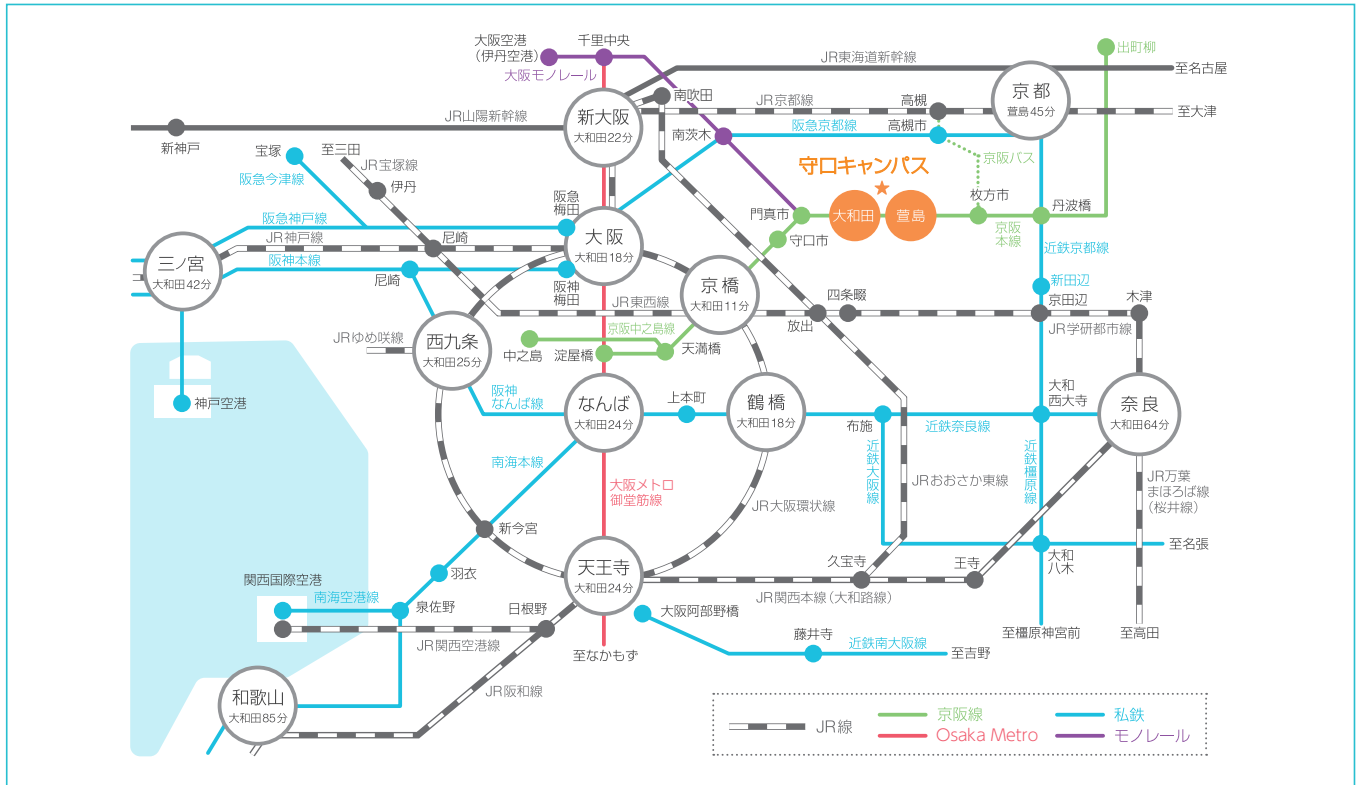 大阪空港
（伊丹空港）
千里中央
大阪モノレール
JR東海道新幹線
至名古屋
出町柳
京都
萱島45分
南吹田
JR京都線
高槻
至大津
新大阪
大和田22分
JR山陽新幹線
新神戸
南茨木
阪急京都線
高槻市
京阪バス
宝塚
至三田
JR宝塚線
阪急今津線
伊丹
守口キャンパス
大和田
萱島
枚方市
丹波橋
京阪
本線
門真市
守口市
阪急
梅田
阪急神戸線
JR神戸線
尼崎
大阪
大和田18分
近鉄京都線
三ノ宮
大和田42分
阪神本線
尼崎
阪神
梅田
京橋
大和田11分
新田辺
四条畷
京田辺
木津
放出
JR学研都市線
JR東西線
京阪中之島線
中之島
淀屋橋
天満橋
JRゆめ咲線
西九条
大和田25分
阪神
なんば線
なんば
大和田24分
上本町
鶴橋
大和田18分
布施
近鉄奈良線
大和
西大寺
奈良
大和田64分
神戸空港
南海本線
大阪メトロ
御堂筋線
近鉄大阪線
JRおおさか東線
近鉄橿原線
JR万葉
まほろば線
（桜井線）
JR大阪環状線
新今宮
天王寺
大和田24分
久宝寺
王寺
大和
八木
至名張
JR関西本線（大和路線）
羽衣
関西国際空港
南海空港線
泉佐野
日根野
JR関西空港線
大阪阿部野橋
藤井寺
近鉄南大阪線
至吉野
至橿原神宮前
至高田
至なかもず
JR阪和線
和歌山
大和田85分
JR線
京阪線
私鉄
Osaka Metro
モノレール